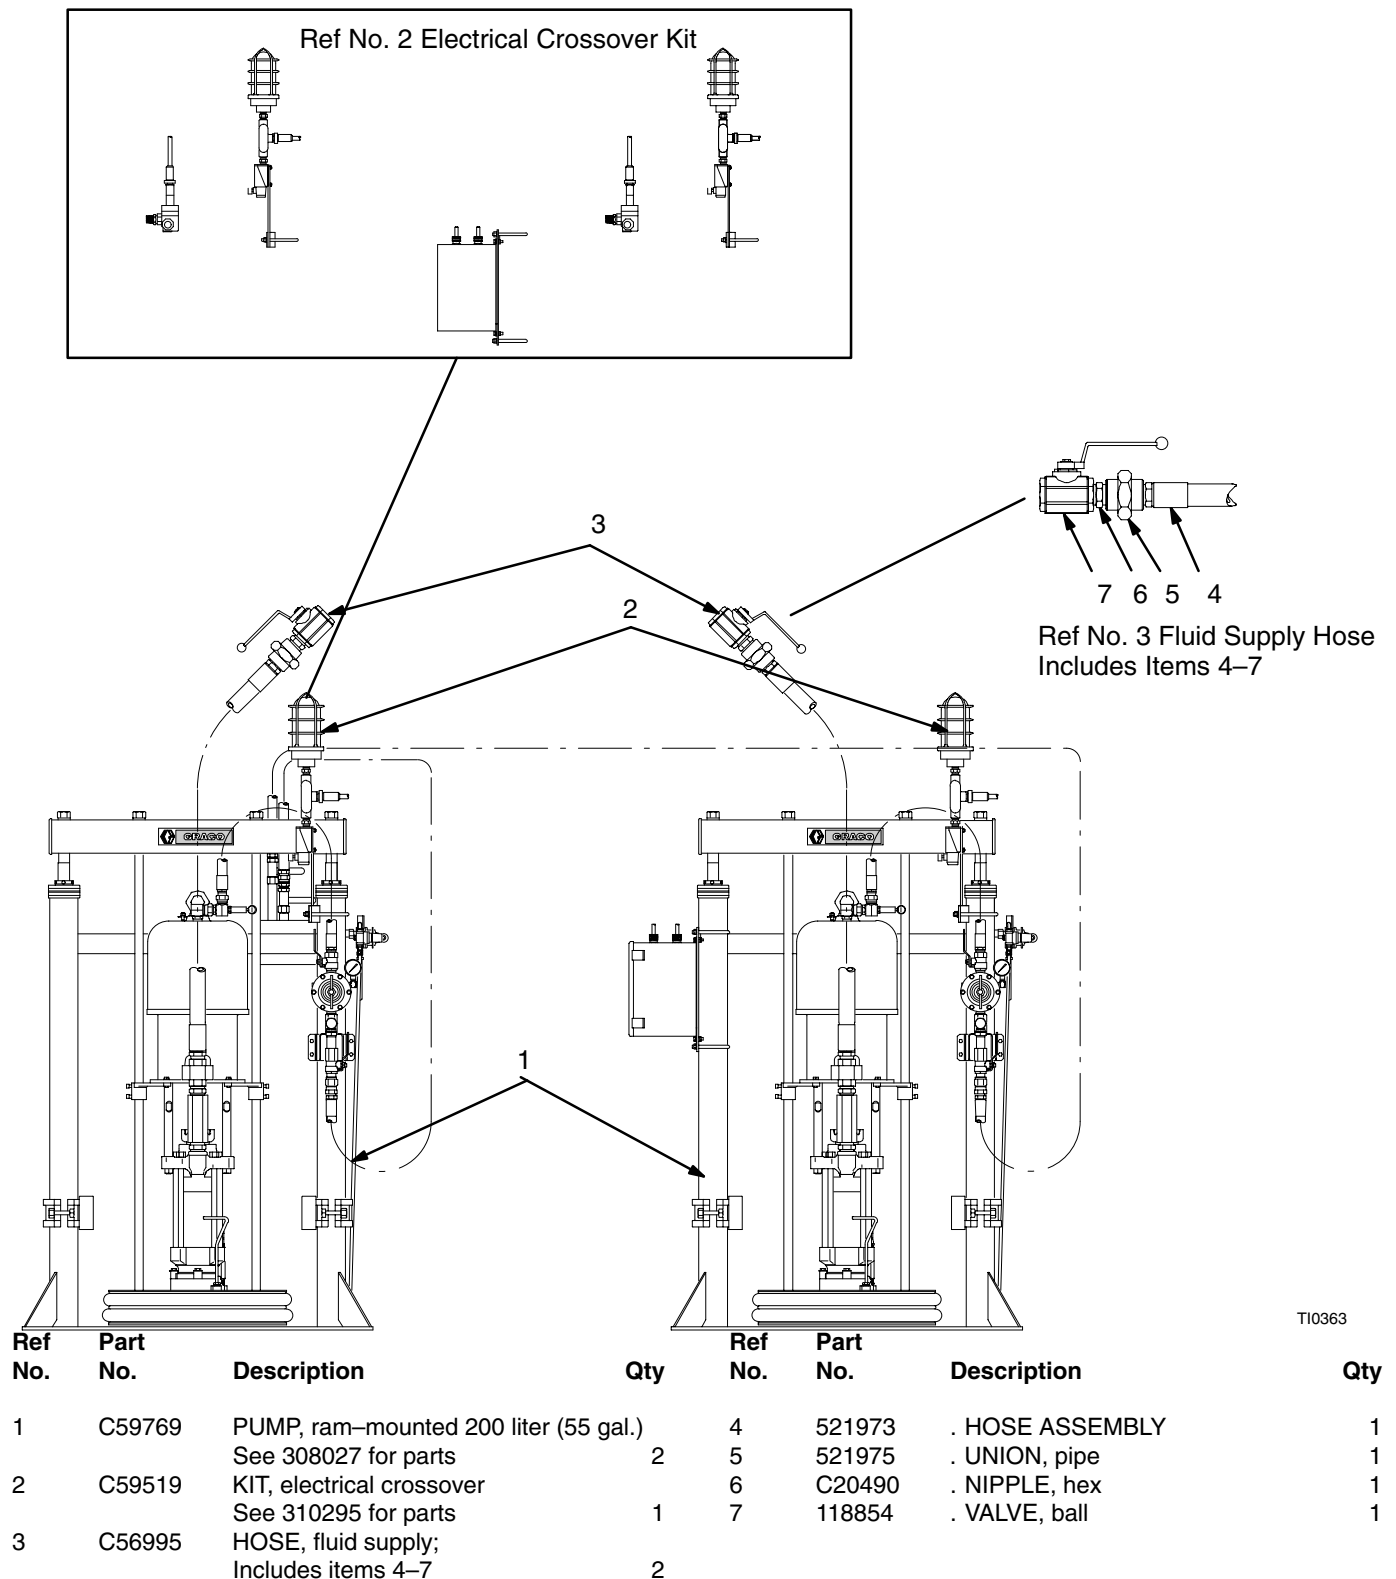 Ref No. 2 Electrical Crossover Kit
3
2
7 6 5 4
Ref No. 3 Fluid Supply Hose
Includes Items 4–7
GRACO
GRACO
1
TI0363
Ref No. Part No. Description Qty
1 C59769 PUMP, ram–mounted 200 liter (55 gal.)
See 308027 for parts 2
2 C59519 KIT, electrical crossover
See 310295 for parts 1
3 C56995 HOSE, fluid supply;
Includes items 4–7 2
Ref No. Part No. Description Qty
4 521973 . HOSE ASSEMBLY 1
5 521975 . UNION, pipe 1
6 C20490 . NIPPLE, hex 1
7 118854 . VALVE, ball 1